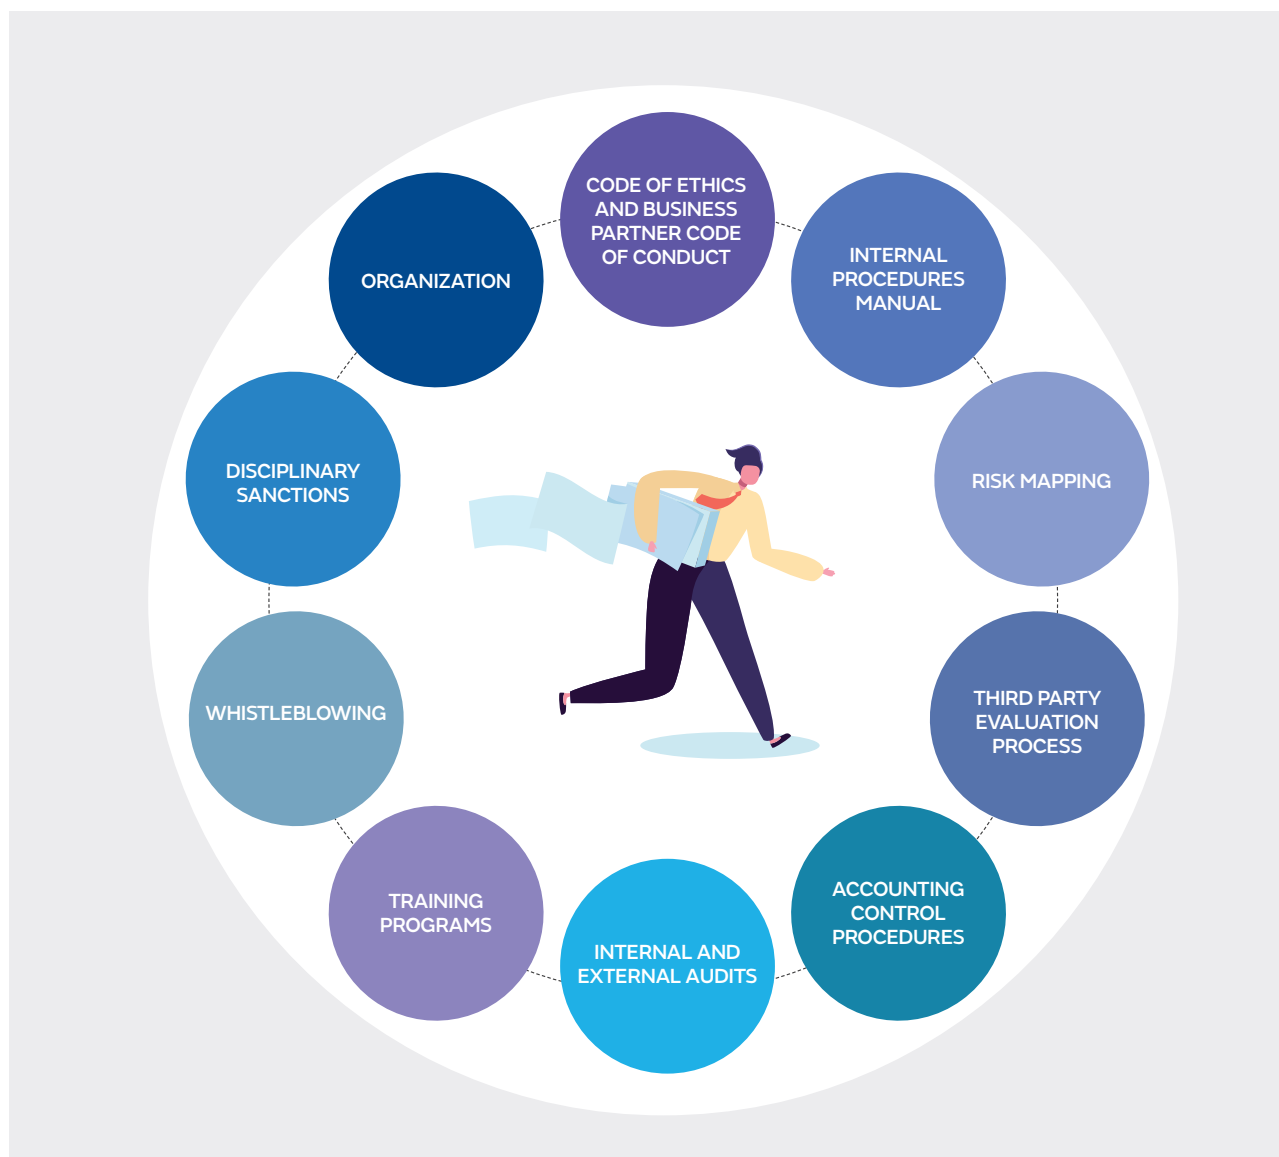 CODE OF ETHICS
AND BUSINESS
PARTNER CODE
OF CONDUCT
INTERNAL
PROCEDURES
MANUAL
RISK MAPPING
THIRD PARTY
EVALUATION
PROCESS
ACCOUNTING
CONTROL
PROCEDURES
INTERNAL AND
EXTERNAL AUDITS
TRAINING
PROGRAMS
WHISTLEBLOWING
DISCIPLINARY
SANCTIONS
ORGANIZATION